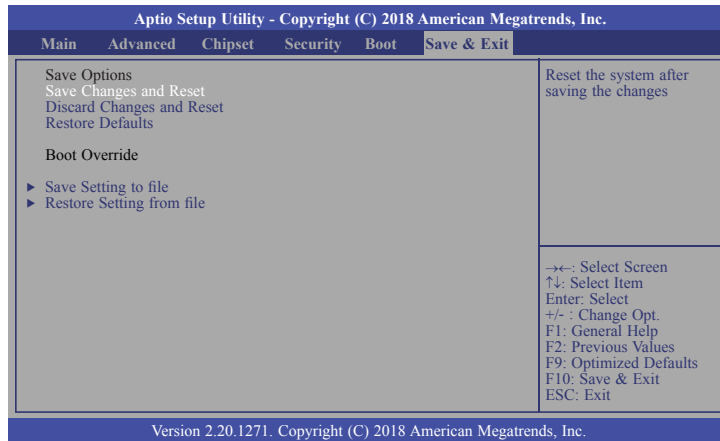 Aptio Setup Utility - Copyright (C) 2018 American Megatrends, Inc.
Main Advanced Chipset Security Boot Save & Exit
Save Options
Save Changes and Reset
Discard Changes and Reset
Restore Defaults
Boot Override
► Save Setting to file
► Restore Setting from file
Reset the system after
saving the changes
→←: Select Screen
↑↓: Select Item
Enter: Select
+/- : Change Opt.
F1: General Help
F2: Previous Values
F9: Optimized Defaults
F10: Save & Exit
ESC: Exit
Version 2.20.1271. Copyright (C) 2018 American Megatrends, Inc.